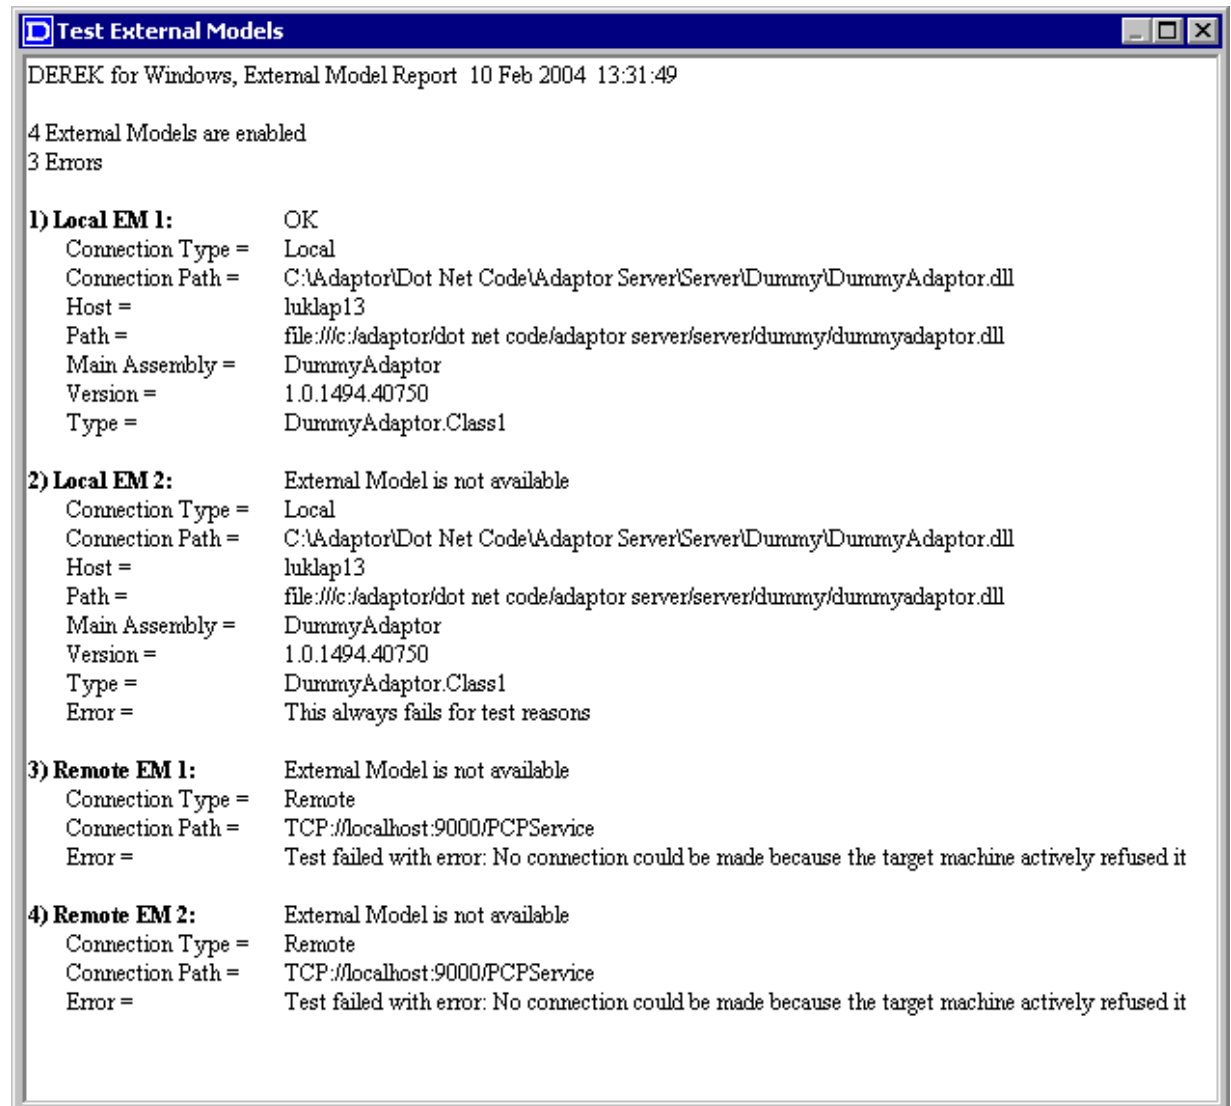 D Test External Models
DEREK for Windows, External Model Report 10 Feb 2004 13:31:49
4 External Models are enabled
3 Errors
1) Local EM 1: OK
Connection Type = Local
Connection Path = C:\Adaptor\Dot Net Code\Adaptor Server\Server\Dummy\DummyAdaptor.dll
Host = luklap13
Path = file:///c:/adaptor/dot net code/adaptor server/server/dummy/dummyadaptor.dll
Main Assembly = DummyAdaptor
Version = 1.0.1494.40750
Type = DummyAdaptor.Class1
2) Local EM 2: External Model is not available
Connection Type = Local
Connection Path = C:\Adaptor\Dot Net Code\Adaptor Server\Server\Dummy\DummyAdaptor.dll
Host = luklap13
Path = file:///c:/adaptor/dot net code/adaptor server/server/dummy/dummyadaptor.dll
Main Assembly = DummyAdaptor
Version = 1.0.1494.40750
Type = DummyAdaptor.Class1
Error = This always fails for test reasons
3) Remote EM 1: External Model is not available
Connection Type = Remote
Connection Path = TCP://localhost:9000/PCPService
Error = Test failed with error: No connection could be made because the target machine actively refused it
4) Remote EM 2: External Model is not available
Connection Type = Remote
Connection Path = TCP://localhost:9000/PCPService
Error = Test failed with error: No connection could be made because the target machine actively refused it